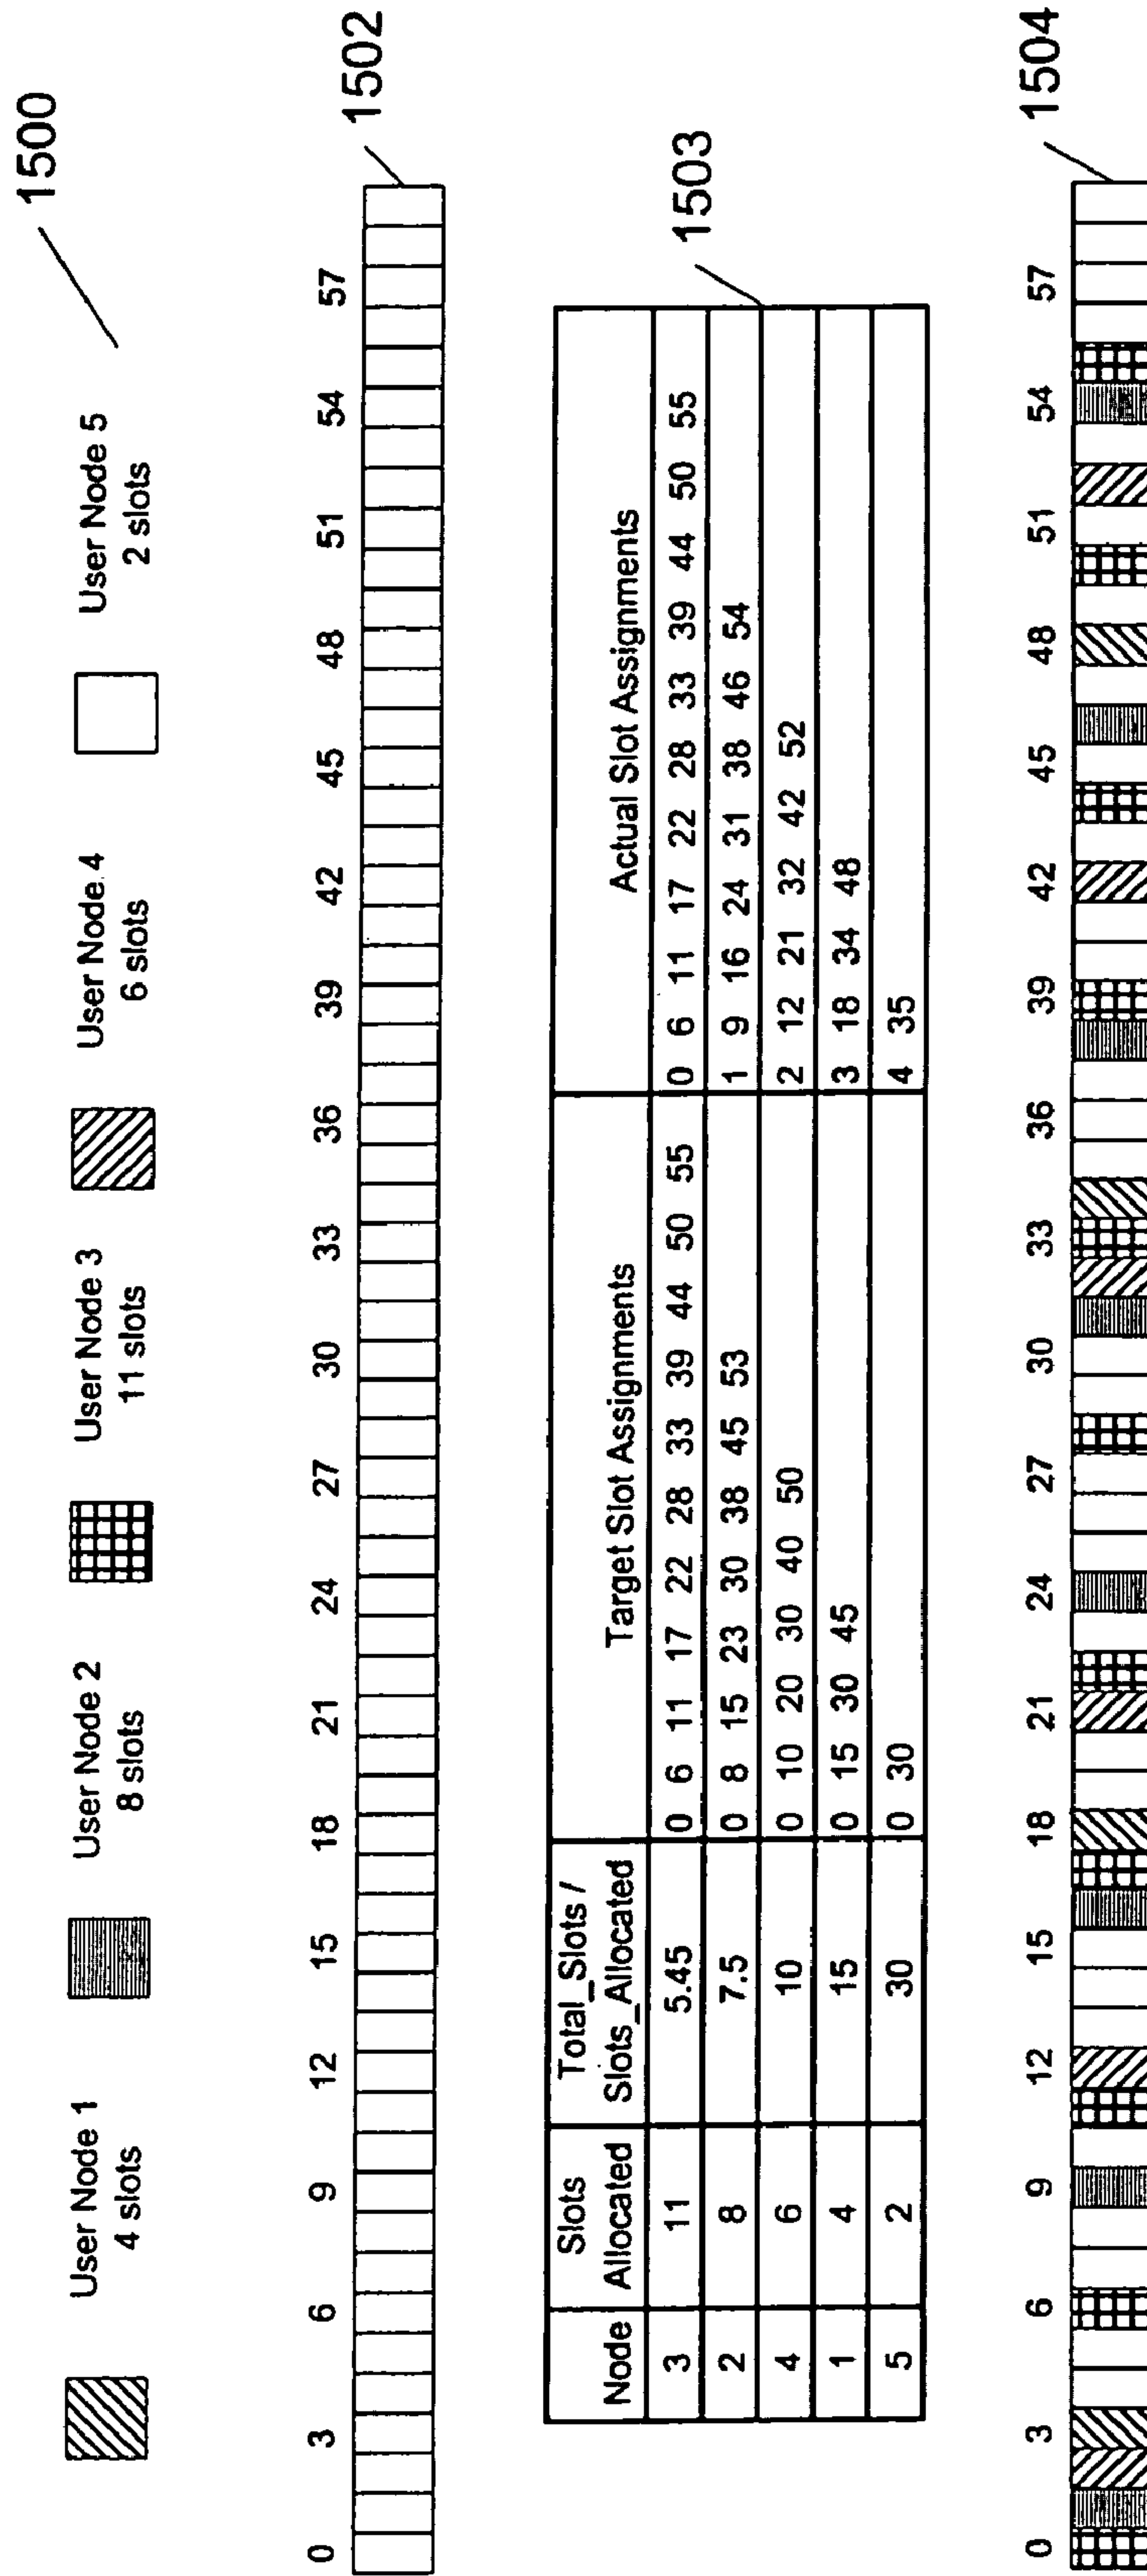 1500
User Node 1
4 slots
User Node 2
8 slots
User Node 3
11 slots
User Node 4
6 slots
User Node 5
2 slots
0 3 6 9 12 15 18 21 24 27 30 33 36 39 42 45 48 51 54 57
1502
Node
Slots
Allocated
Total_Slots /
Slots_Allocated
Target Slot Assignments
Actual Slot Assignments
3 11 5.45 0 6 11 17 22 28 33 39 44 50 55 0 6 11 17 22 28 33 39 44 50 55
2 8 7.5 0 8 15 23 30 38 45 53 1 9 16 24 31 38 46 54
4 6 10 0 10 20 30 40 50 2 12 21 32 42 52
1 4 15 0 15 30 45 3 18 34 48
5 2 30 0 30 4 35
1503
0 3 6 9 12 15 18 21 24 27 30 33 36 39 42 45 48 51 54 57
1504